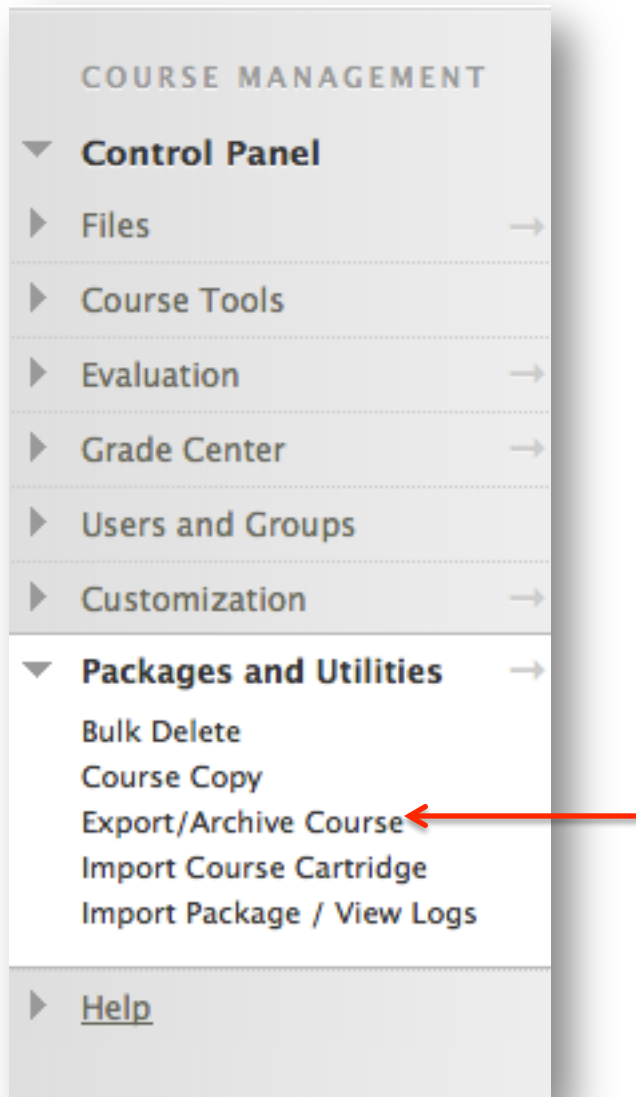 COURSE MANAGEMENT
Control Panel
Files
Course Tools
Evaluation
Grade Center
Users and Groups
Customization
Packages and Utilities
Bulk Delete
Course Copy
Export/Archive Course
Import Course Cartridge
Import Package / View Logs
Help